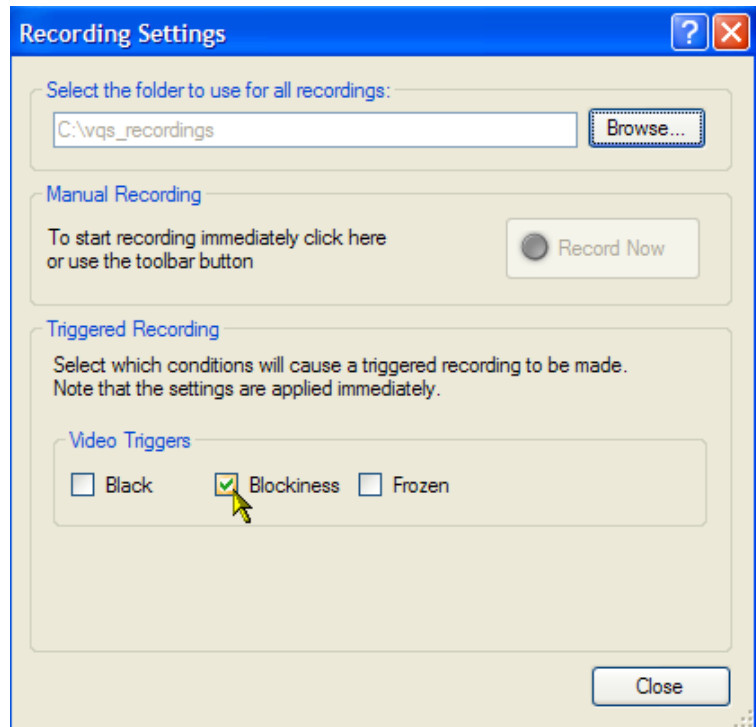 Recording Settings
Select the folder to use for all recordings:
C:\vqs_recordings
Browse...
Manual Recording
To start recording immediately click here
or use the toolbar button
Record Now
Triggered Recording
Select which conditions will cause a triggered recording to be made.
Note that the settings are applied immediately.
Video Triggers
Black Blockiness Frozen
Close